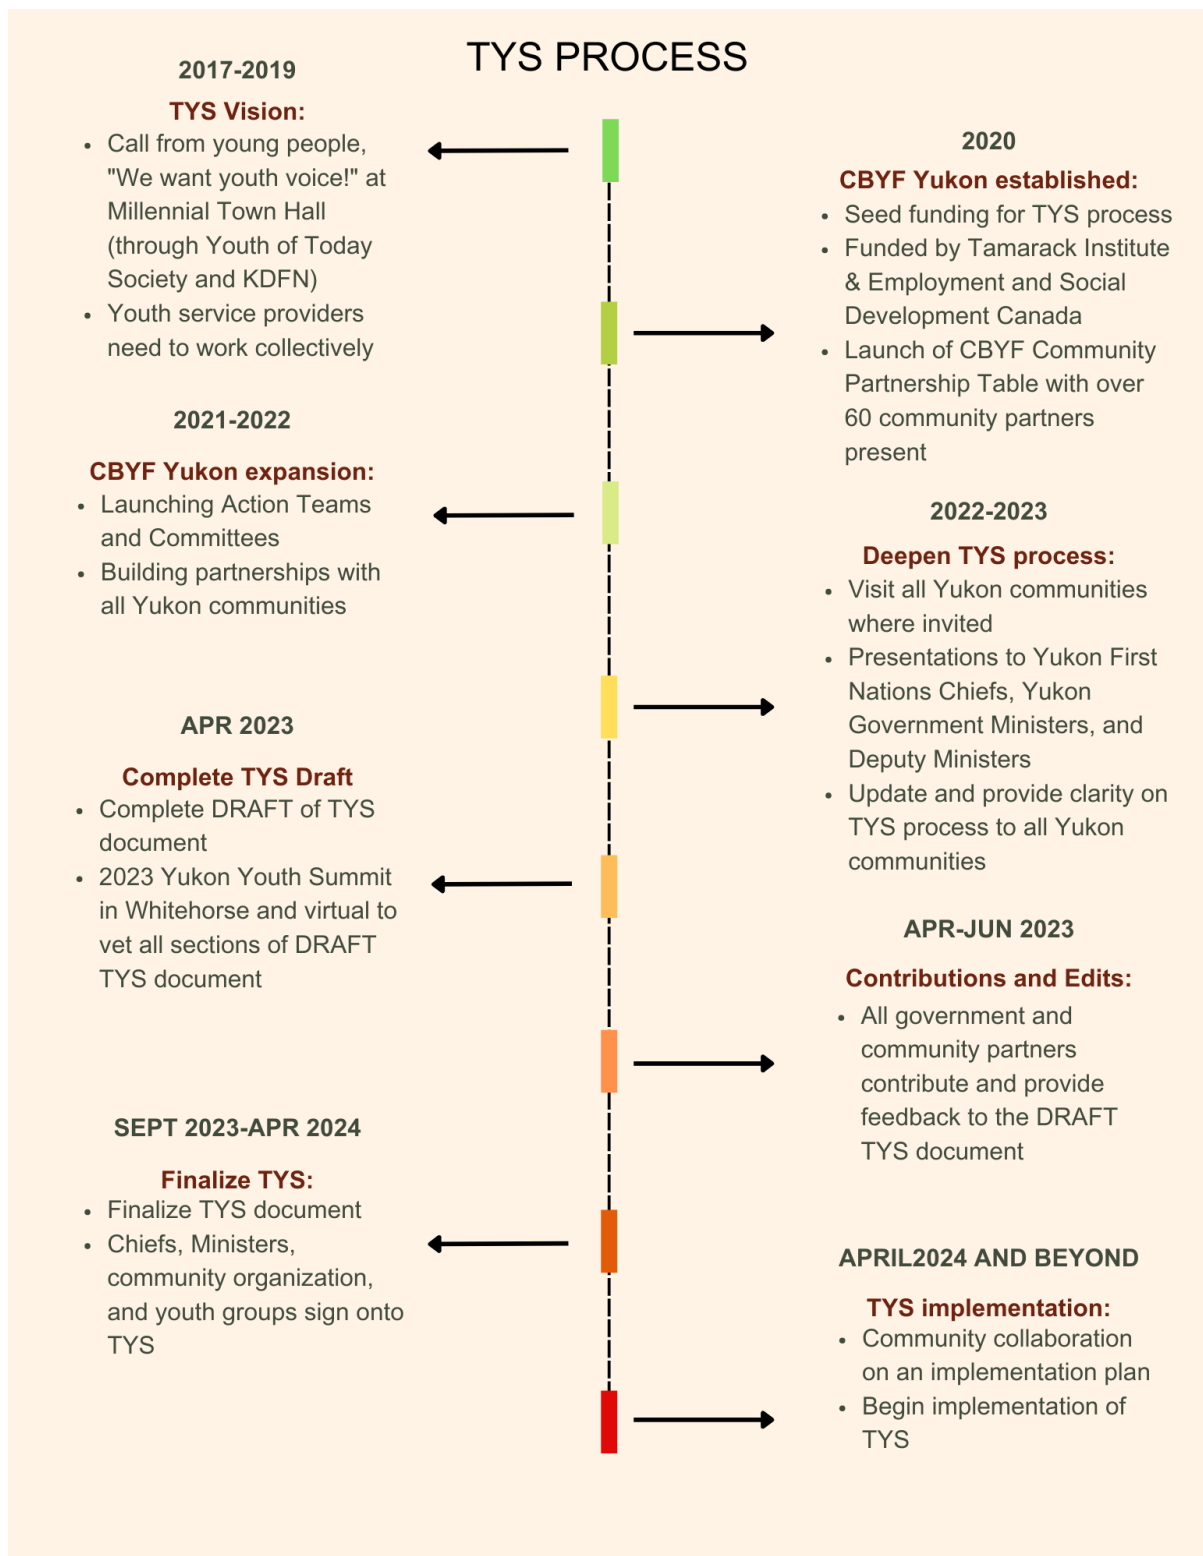 TYS PROCESS
2017-2019
TYS Vision:
• Call from young people,
"We want youth voice!" at
Millennial Town Hall
(through Youth of Today
Society and KDFN)
• Youth service providers
need to work collectively
2020
CBYF Yukon established:
• Seed funding for TYS process
• Funded by Tamarack Institute
& Employment and Social
Development Canada
• Launch of CBYF Community
Partnership Table with over
60 community partners
present
2021-2022
CBYF Yukon expansion:
• Launching Action Teams
and Committees
• Building partnerships with
all Yukon communities
2022-2023
Deepen TYS process:
• Visit all Yukon communities
where invited
• Presentations to Yukon First
Nations Chiefs, Yukon
Government Ministers, and
Deputy Ministers
• Update and provide clarity on
TYS process to all Yukon
communities
APR 2023
Complete TYS Draft
• Complete DRAFT of TYS
document
• 2023 Yukon Youth Summit
in Whitehorse and virtual to
vet all sections of DRAFT
TYS document
APR-JUN 2023
Contributions and Edits:
• All government and
community partners
contribute and provide
feedback to the DRAFT
TYS document
SEPT 2023-APR 2024
Finalize TYS:
• Finalize TYS document
• Chiefs, Ministers,
community organization,
and youth groups sign onto
TYS
APRIL2024 AND BEYOND
TYS implementation:
• Community collaboration
on an implementation plan
• Begin implementation of
TYS